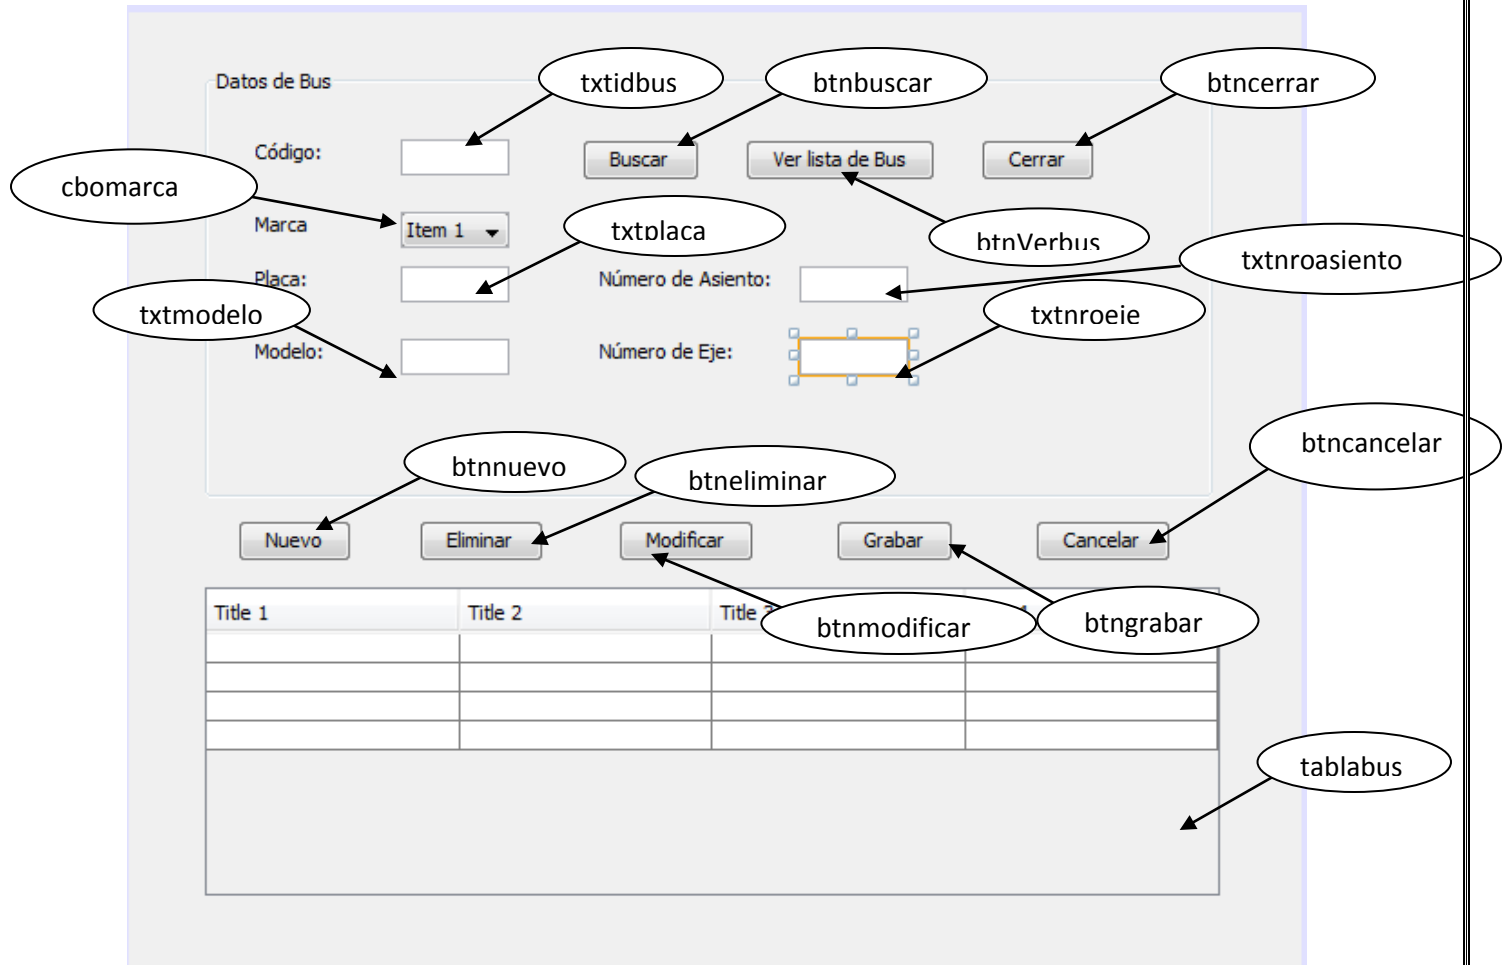 Datos de Bus
txtidbus
btnbuscar
btncerrar
Código:
Buscar
Ver lista de Bus
Cerrar
cbomarca
Marca
Item 1
txtplaca
btnVerbus
txtnroasiento
Placa:
Número de Asiento:
txtmodelo
txtnroeje
Modelo:
Número de Eje:
btncancelar
btnnuevo
btneliminar
Nuevo
Eliminar
Modificar
Grabar
Cancelar
Title 1
Title 2
Title
btnmodificar
btngrabar
tablabus